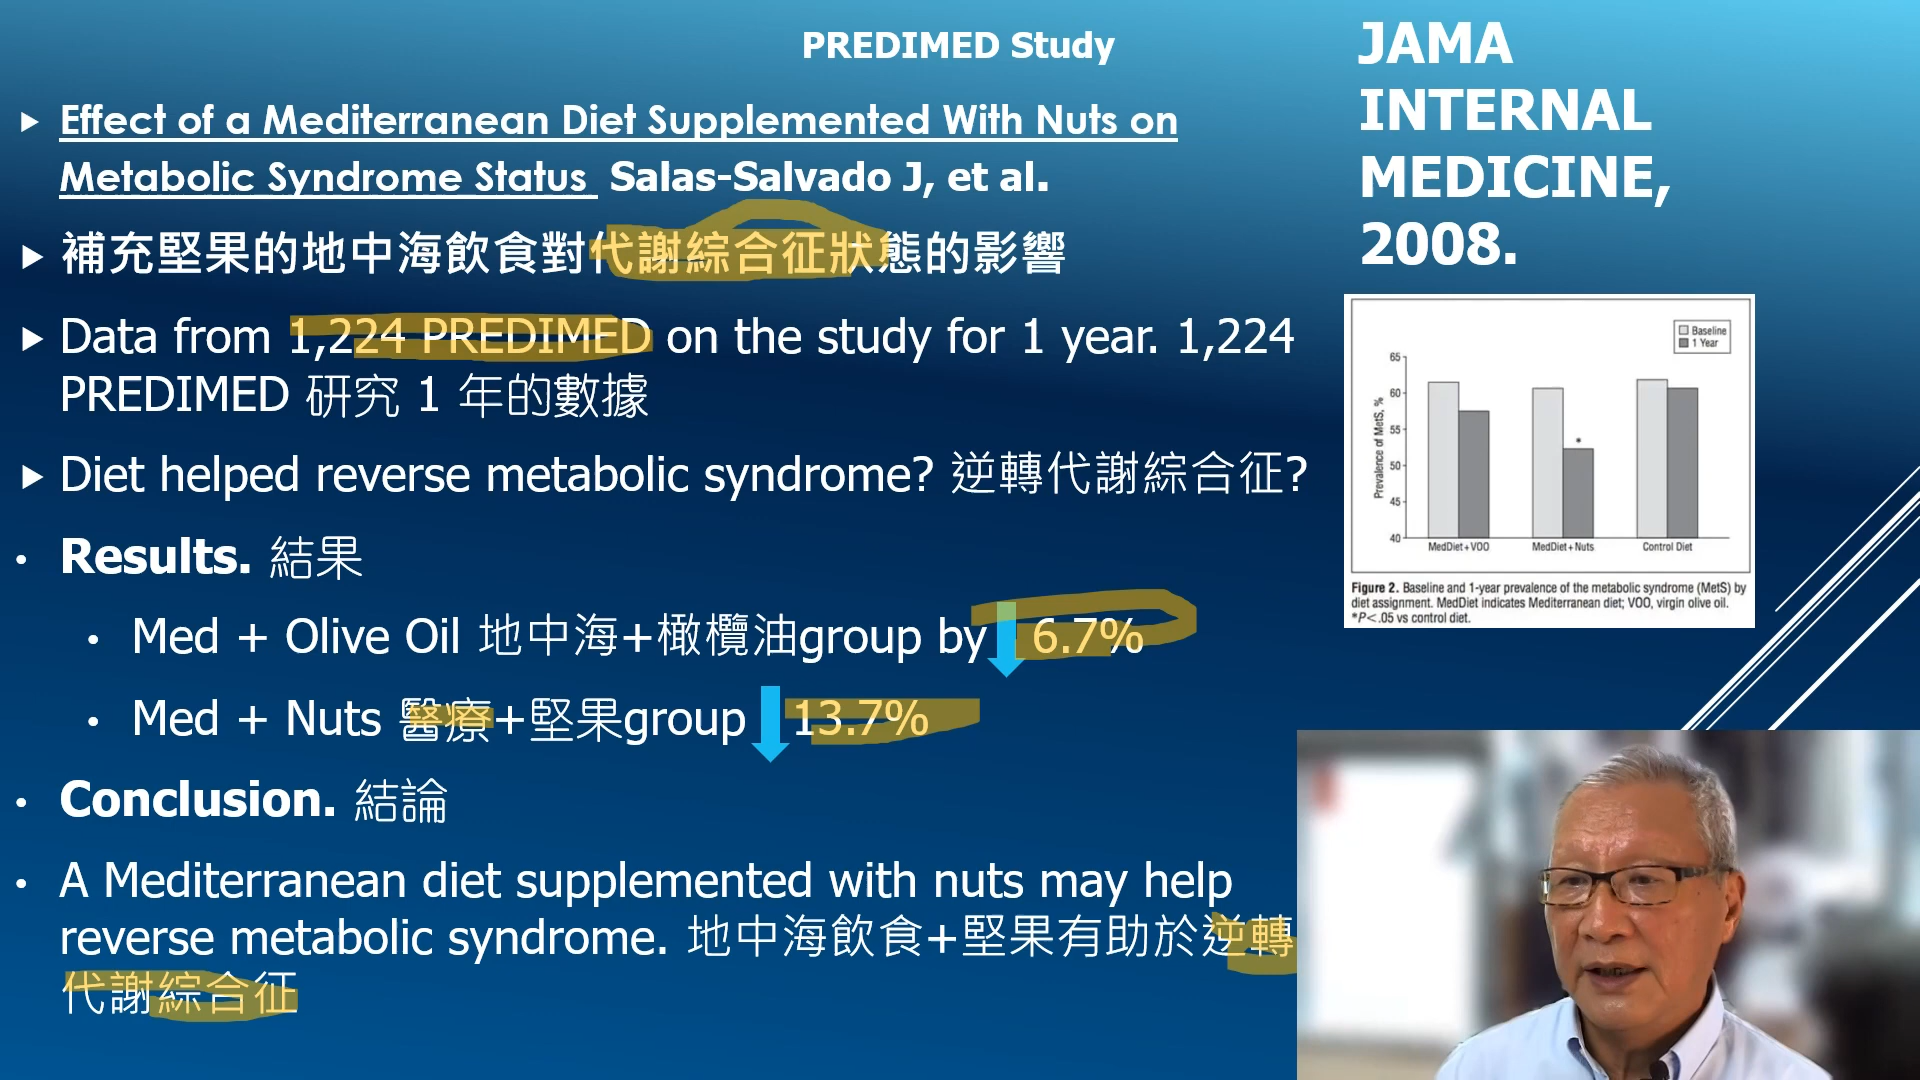 PREDIMED Study
JAMA
INTERNAL
MEDICINE,
2008.
Effect of a Mediterranean Diet Supplemented With Nuts on
Metabolic Syndrome Status Salas-Salvado J, et al.
補充堅果的地中海飲食對代謝綜合征狀態的影響
Data from 1,224 PREDIMED on the study for 1 year. 1,224
PREDIMED 研究 1 年的數據
Diet helped reverse metabolic syndrome? 逆轉代謝綜合征?
Results. 結果
Med + Olive Oil 地中海+橄欖油group by 6.7%
Med + Nuts 醫療+堅果group 13.7%
Conclusion. 結論
A Mediterranean diet supplemented with nuts may help
reverse metabolic syndrome. 地中海飲食+堅果有助於逆轉
代謝綜合征
Baseline
1 Year
Prevalence of MetS, %
65
60
55
50
45
40
*
MedDiet+VOO MedDiet+Nuts Control Diet
Figure 2. Baseline and 1-year prevalence of the metabolic syndrome (MetS) by
diet assignment. MedDiet indicates Mediterranean diet; VOO, virgin olive oil.
*P<.05 vs control diet.